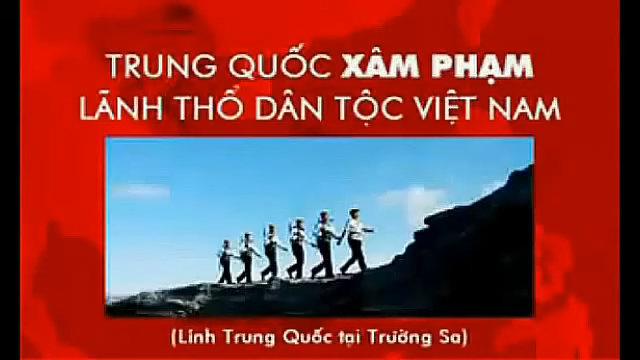 TRUNG QUỐC XÂM PHẠM
LÃNH THỔ DÂN TỘC VIỆT NAM
(Lính Trung Quốc tại Trường Sa)